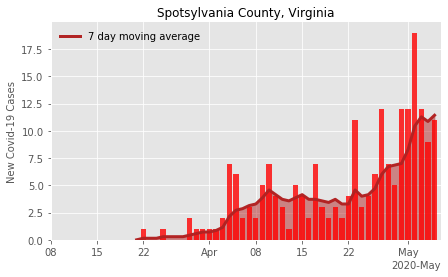 Spotsylvania County, Virginia
7 day moving average
New Covid-19 Cases
17.5
15.0
12.5
10.0
7.5
5.0
2.5
0.0
08 15 22 Apr 08 15 22 May
2020-May